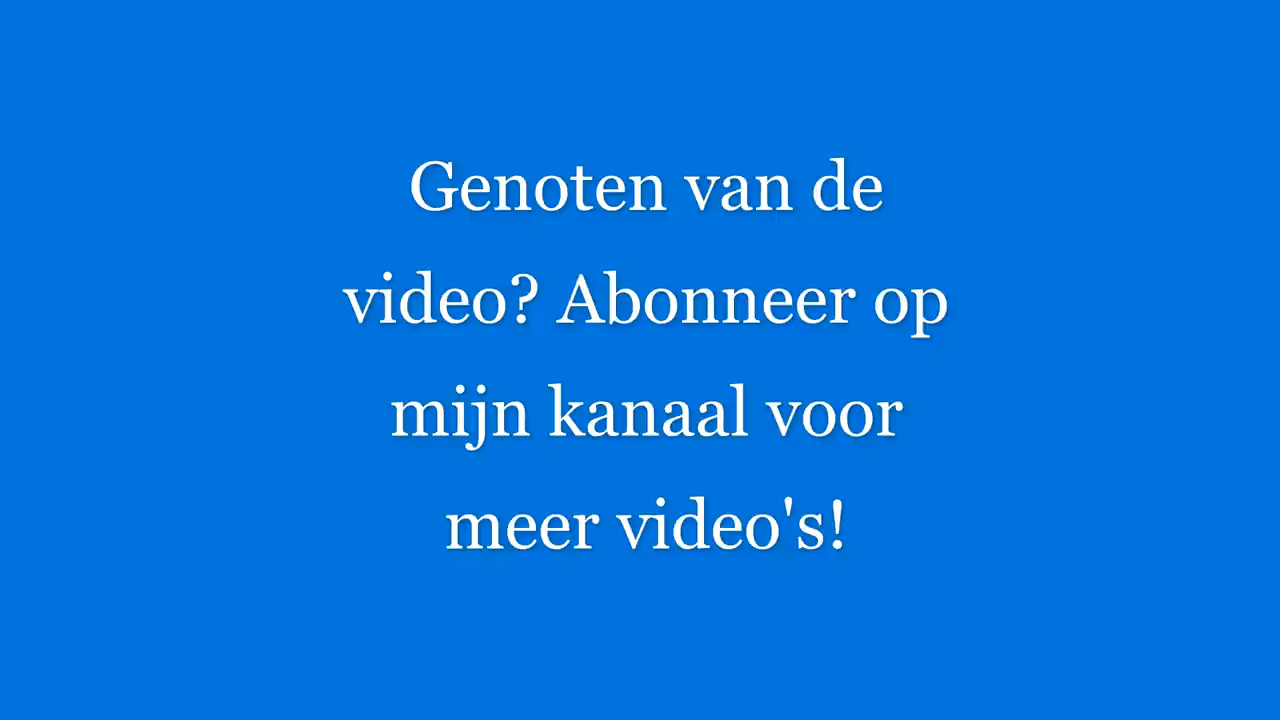 Genoten van de
video? Abonneer op
mijn kanaal voor
meer video's!